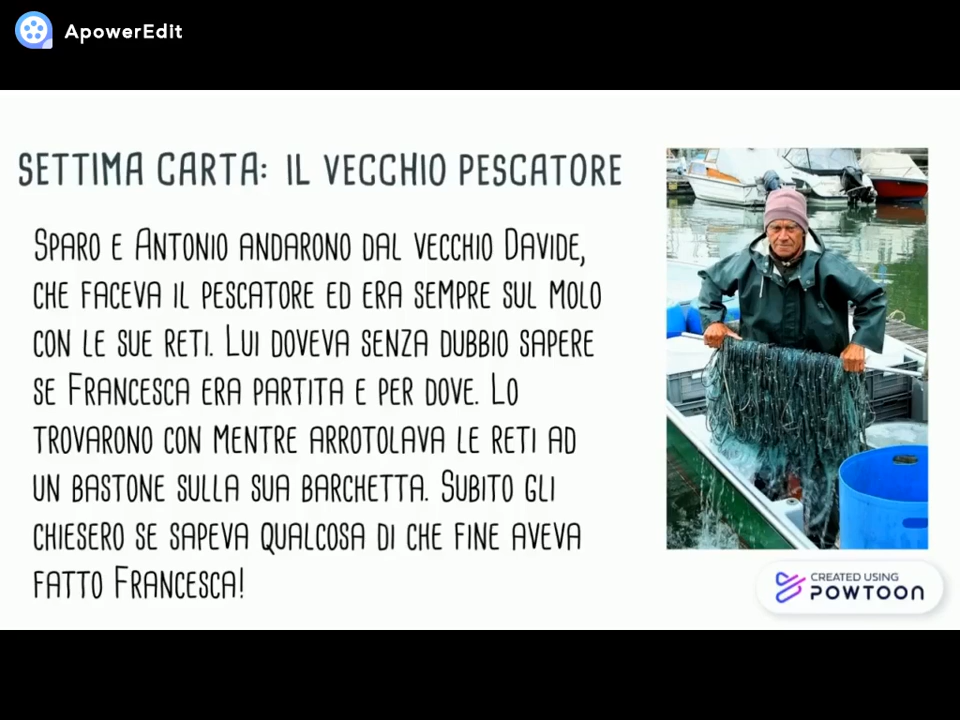 ApowerEdit
SETTIMA CARTA: IL VECCHIO PESCATORE
SPARO E ANTONIO ANDARONO DAL VECCHIO DAVIDE,
CHE FACEVA IL PESCATORE ED ERA SEMPRE SUL MOLO
CON LE SUE RETI. LUI DOVEVA SENZA DUBBIO SAPERE
SE FRANCESCA ERA PARTITA E PER DOVE. LO
TROVARONO CON MENTRE ARROTOLAVA LE RETI AD
UN BASTONE SULLA SUA BARCHETTA. SUBITO GLI
CHIESERO SE SAPEVA QUALCOSA DI CHE FINE AVEVA
FATTO FRANCESCA!
CREATED USING
POWTOON